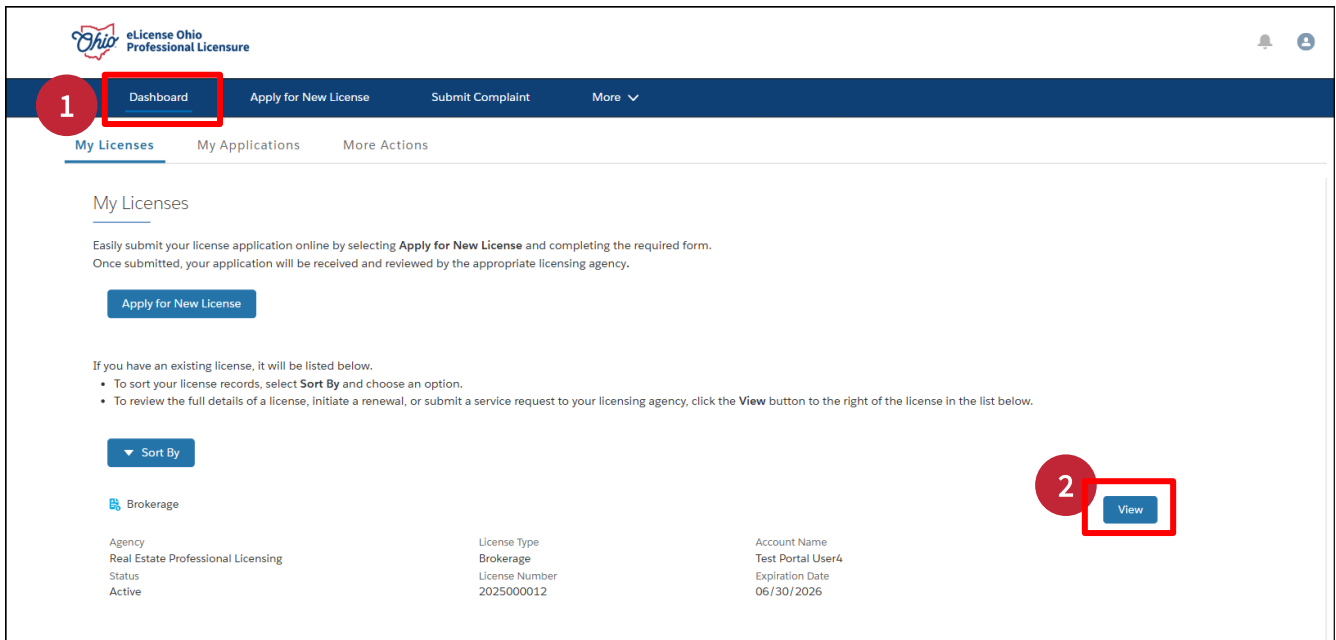 Ohio eLicense Ohio
Professional Licensure
1 Dashboard Apply for New License Submit Complaint More
My Licenses My Applications More Actions
My Licenses
Easily submit your license application online by selecting Apply for New License and completing the required form.
Once submitted, your application will be received and reviewed by the appropriate licensing agency.
Apply for New License
If you have an existing license, it will be listed below.
• To sort your license records, select Sort By and choose an option.
• To review the full details of a license, initiate a renewal, or submit a service request to your licensing agency, click the View button to the right of the license in the list below.
Sort By
2
Brokerage View
Agency License Type Account Name
Real Estate Professional Licensing Brokerage Test Portal User4
Status License Number Expiration Date
Active 2025000012 06/30/2026